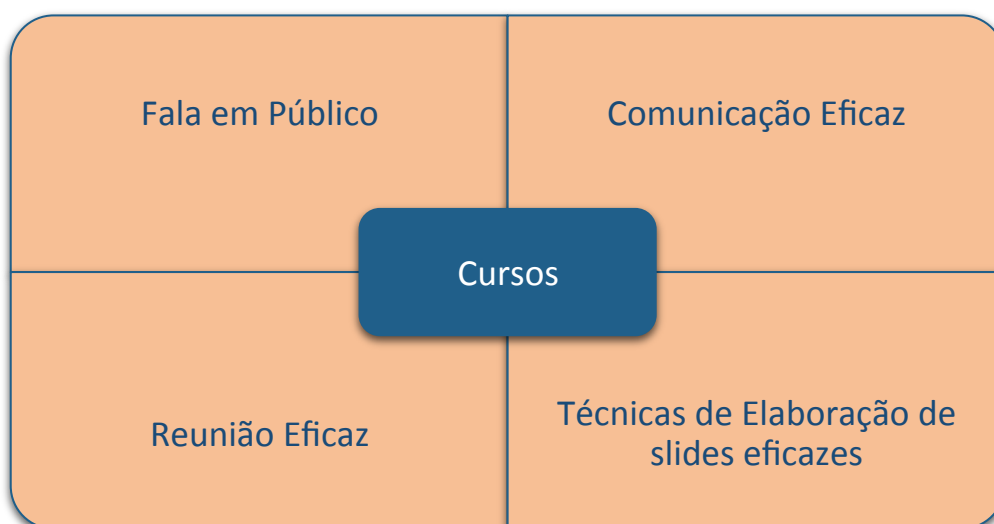 Fala em Público
Comunicação Eficaz
Cursos
Reunião Eficaz
Técnicas de Elaboração de
slides eficazes